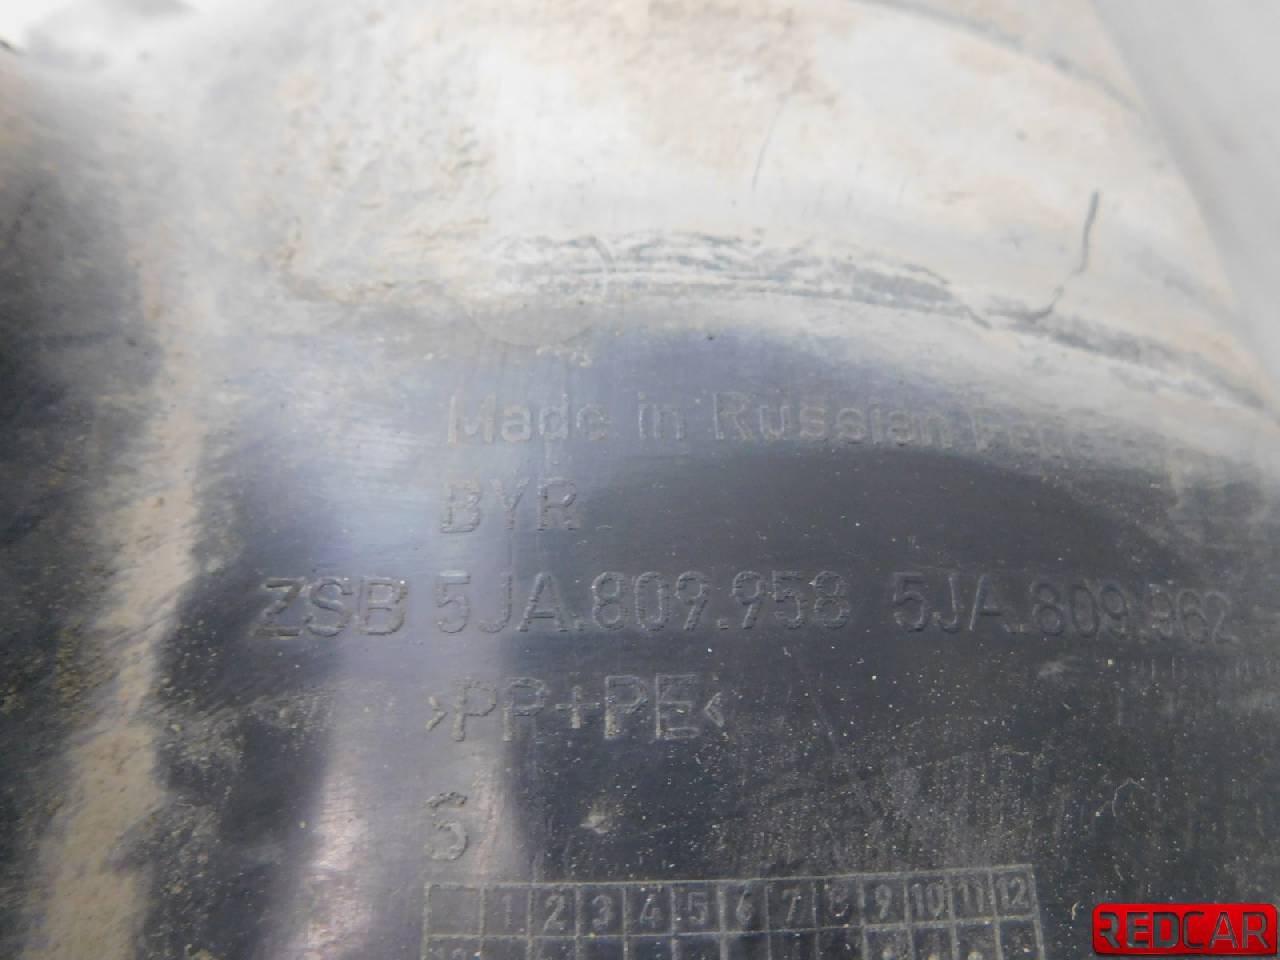 Made in Russian
BYR
ZSB 5JA.809.958 5JA.809.962
>PP+PE<
S
1 2 3 4 5 6 7 8 9 10 11 12
REDCAR